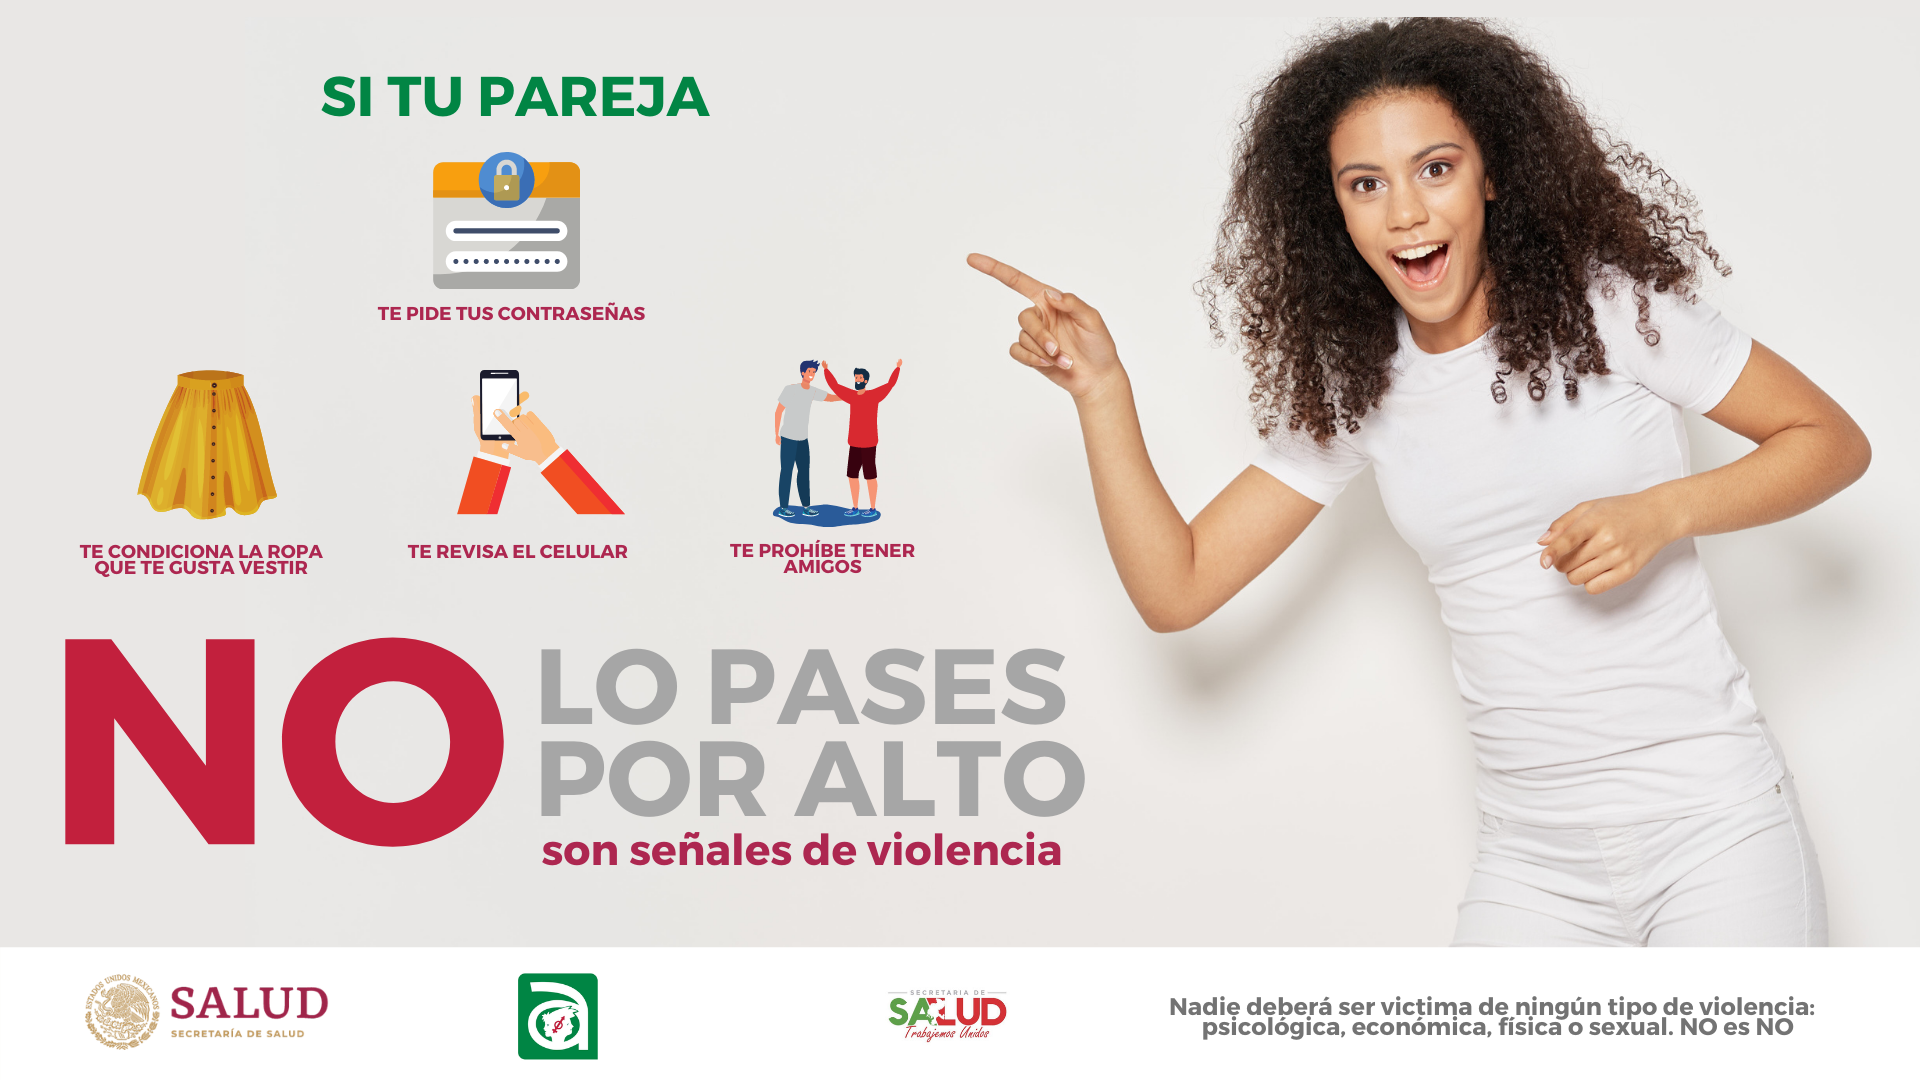 SI TU PAREJA
TE PIDE TUS CONTRASEÑAS
TE CONDICIONA LA ROPA
QUE TE GUSTA VESTIR
TE REVISA EL CELULAR
TE PROHÍBE TENER
AMIGOS
NO
LO PASES
POR ALTO
son señales de violencia
ESTADOS UNIDOS MEXICANOS
SALUD
SECRETARÍA DE SALUD
SECRETARIA DE
SALUD
Trabajemos Unidos
Nadie deberá ser victima de ningún tipo de violencia:
psicológica, económica, física o sexual. NO es NO